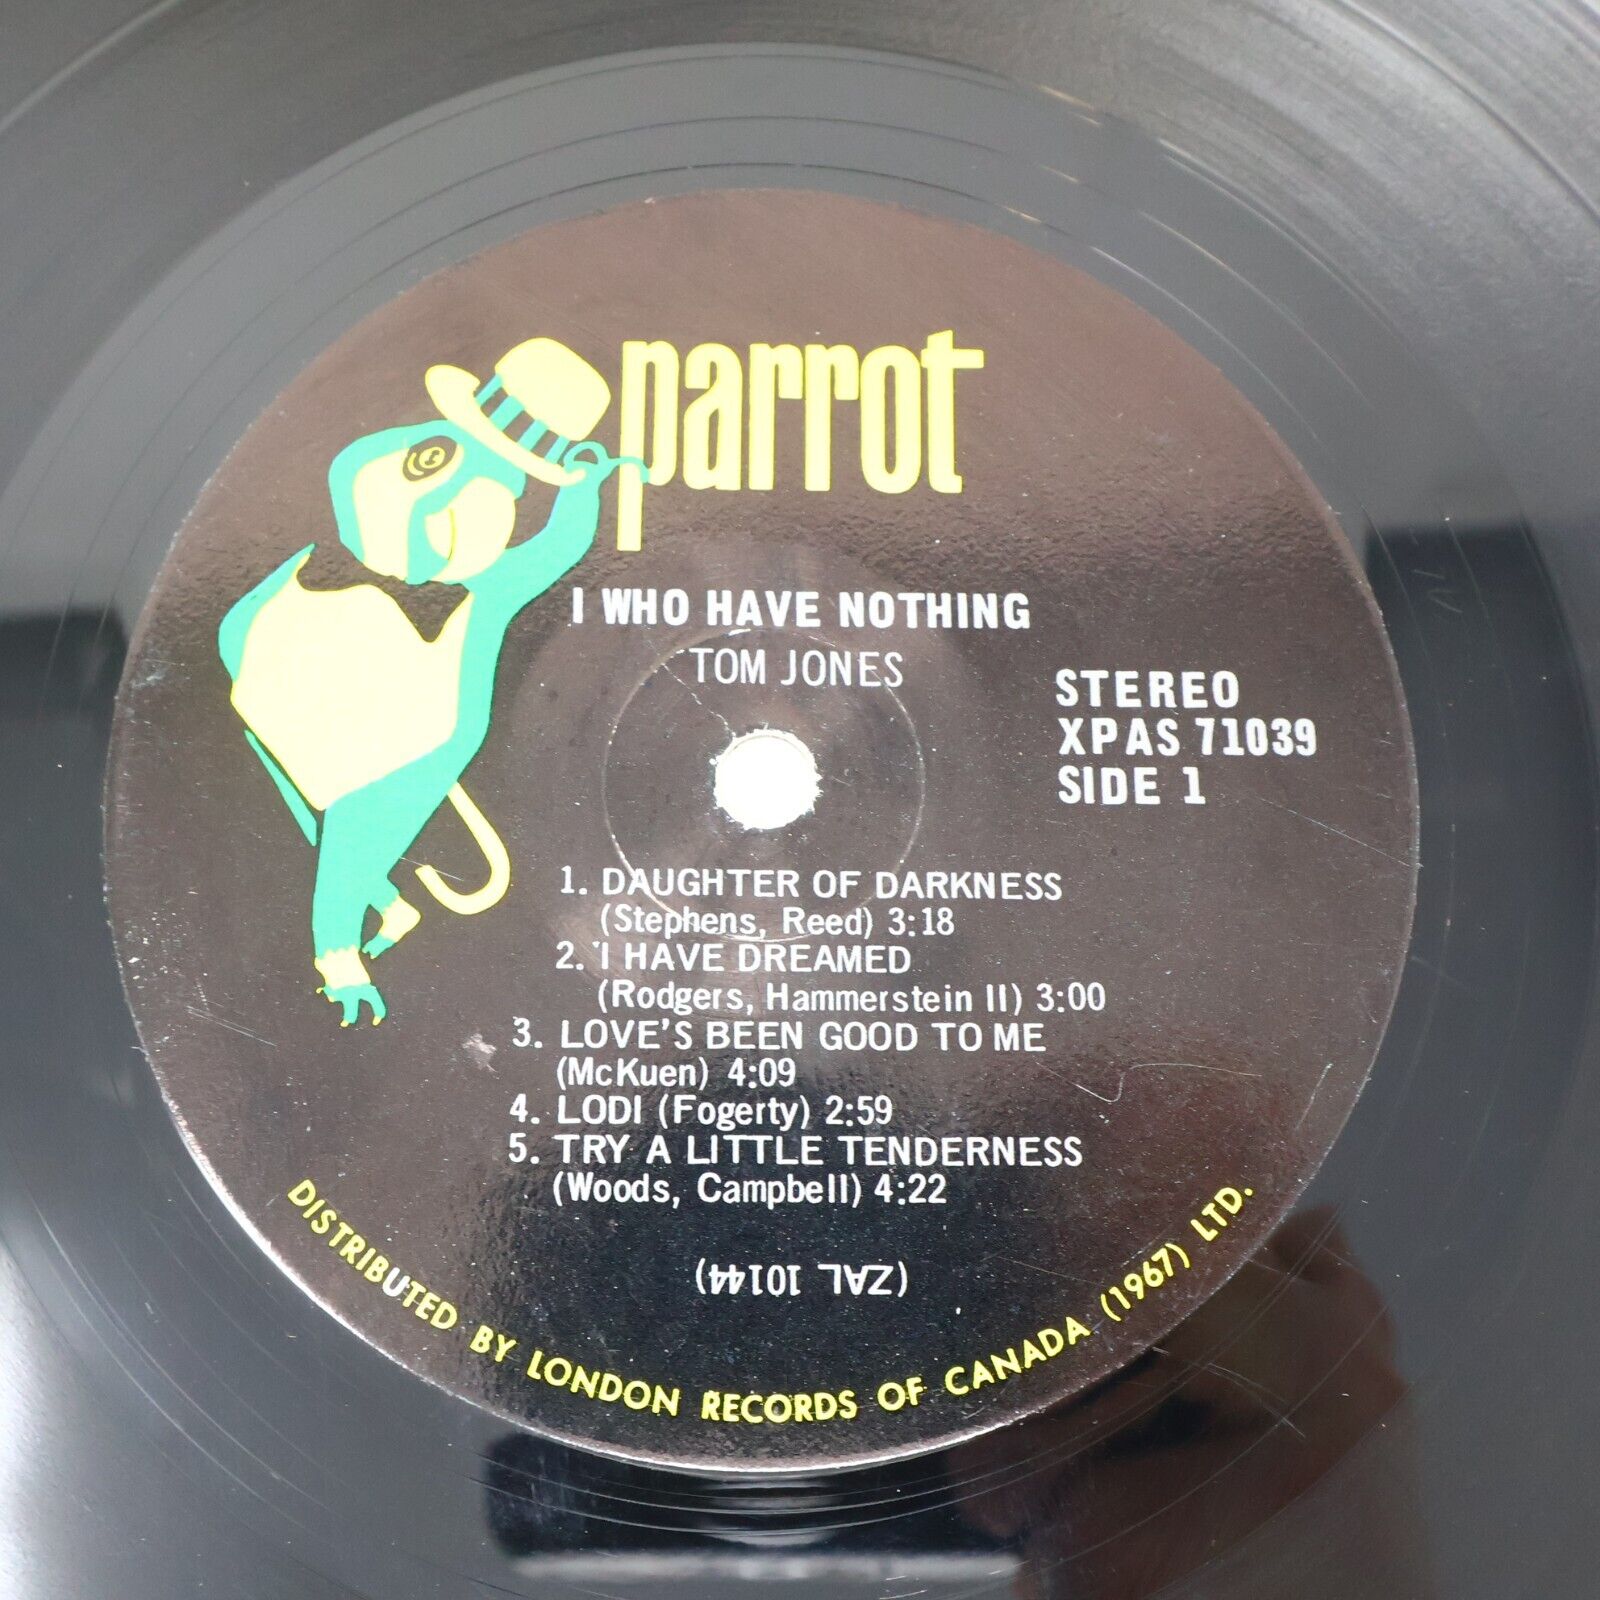 parrot
I WHO HAVE NOTHING
TOM JONES
STEREO
XPAS 71039
SIDE 1
1. DAUGHTER OF DARKNESS
(Stephens, Reed) 3:18
2. I HAVE DREAMED
(Rodgers, Hammerstein II) 3:00
3. LOVE'S BEEN GOOD TO ME
(McKuen) 4:09
4. LODI (Fogerty) 2:59
5. TRY A LITTLE TENDERNESS
(Woods, Campbell) 4:22
(ZAL 10144)
DISTRIBUTED BY LONDON RECORDS OF CANADA (1967) LTD.